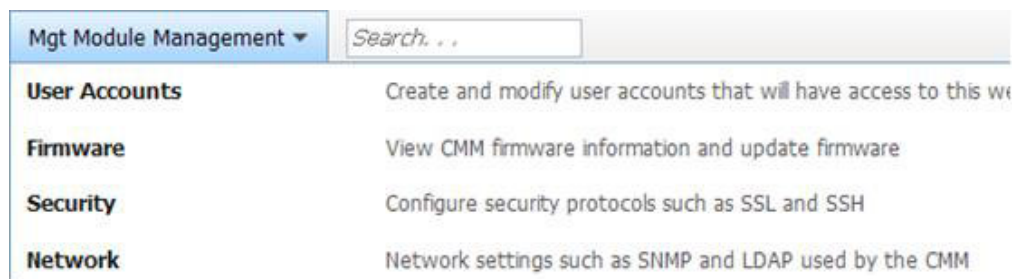 Mgt Module Management Search. . .
User Accounts Create and modify user accounts that will have access to this
Firmware View CMM firmware information and update firmware
Security Configure security protocols such as SSL and SSH
Network Network settings such as SNMP and LDAP used by the CMM